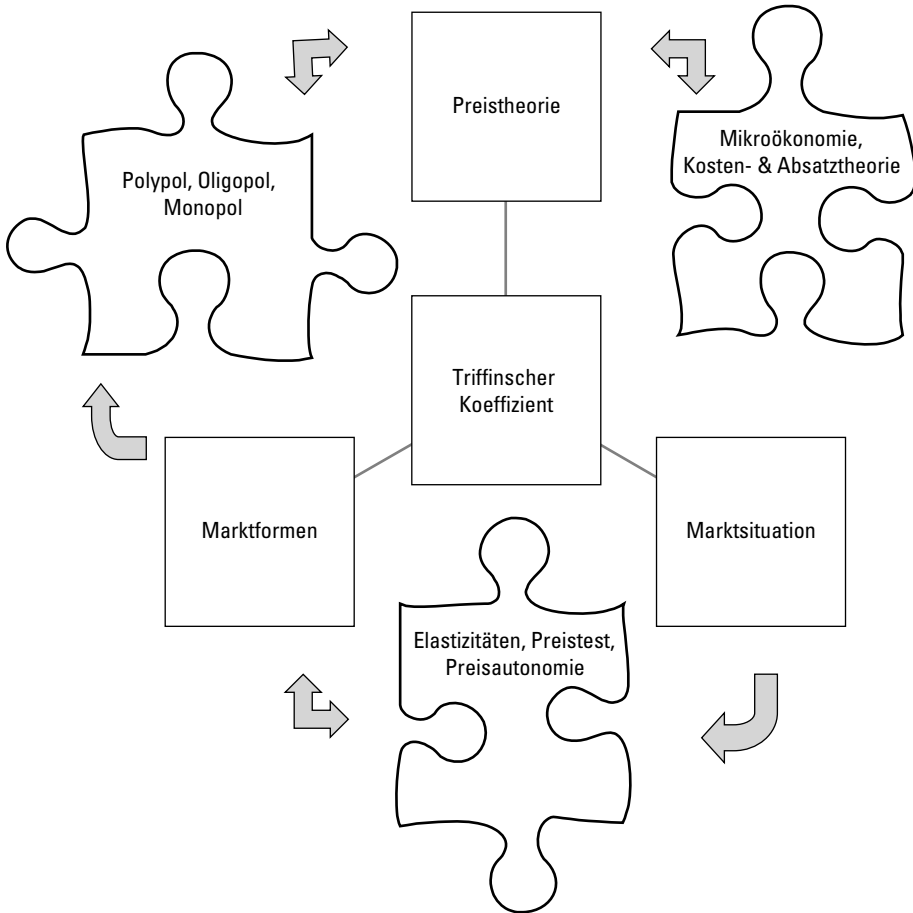 Preistheorie
Mikroökonomie,
Kosten- & Absatztheorie
Polypol, Oligopol,
Monopol
Triffinscher
Koeffizient
Marktformen
Marktsituation
Elastizitäten, Preistest,
Preisautonomie